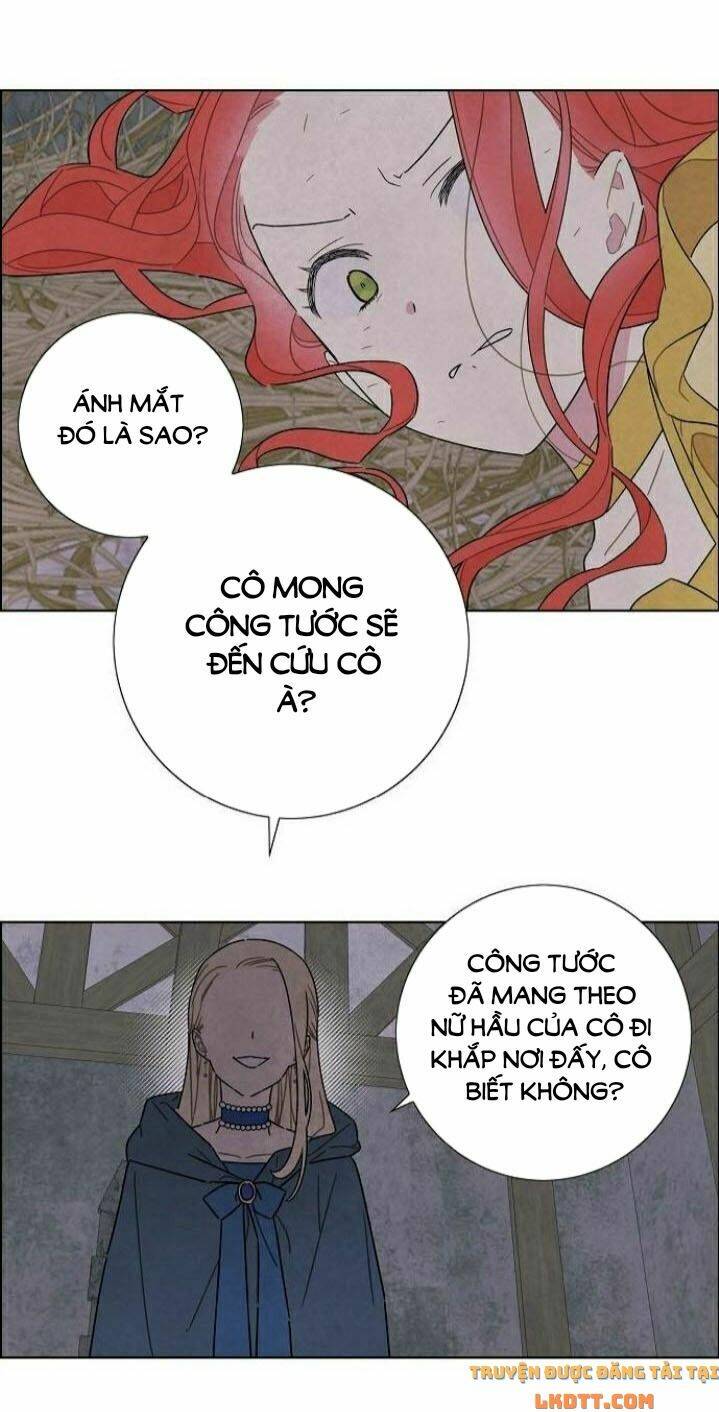 ÁNH MẮT
ĐÓ LÀ SAO?
CÔ MONG
CÔNG TƯỚC SẼ
ĐẾN CỨU CÔ
À?
CÔNG TƯỚC
ĐÃ MANG THEO
NỮ HẦU CỦA CÔ ĐI
KHẮP NƠI ĐẤY, CÔ
BIẾT KHÔNG?
TRUYỆN ĐƯỢC ĐĂNG TẢI TẠI
LKDTT.COM